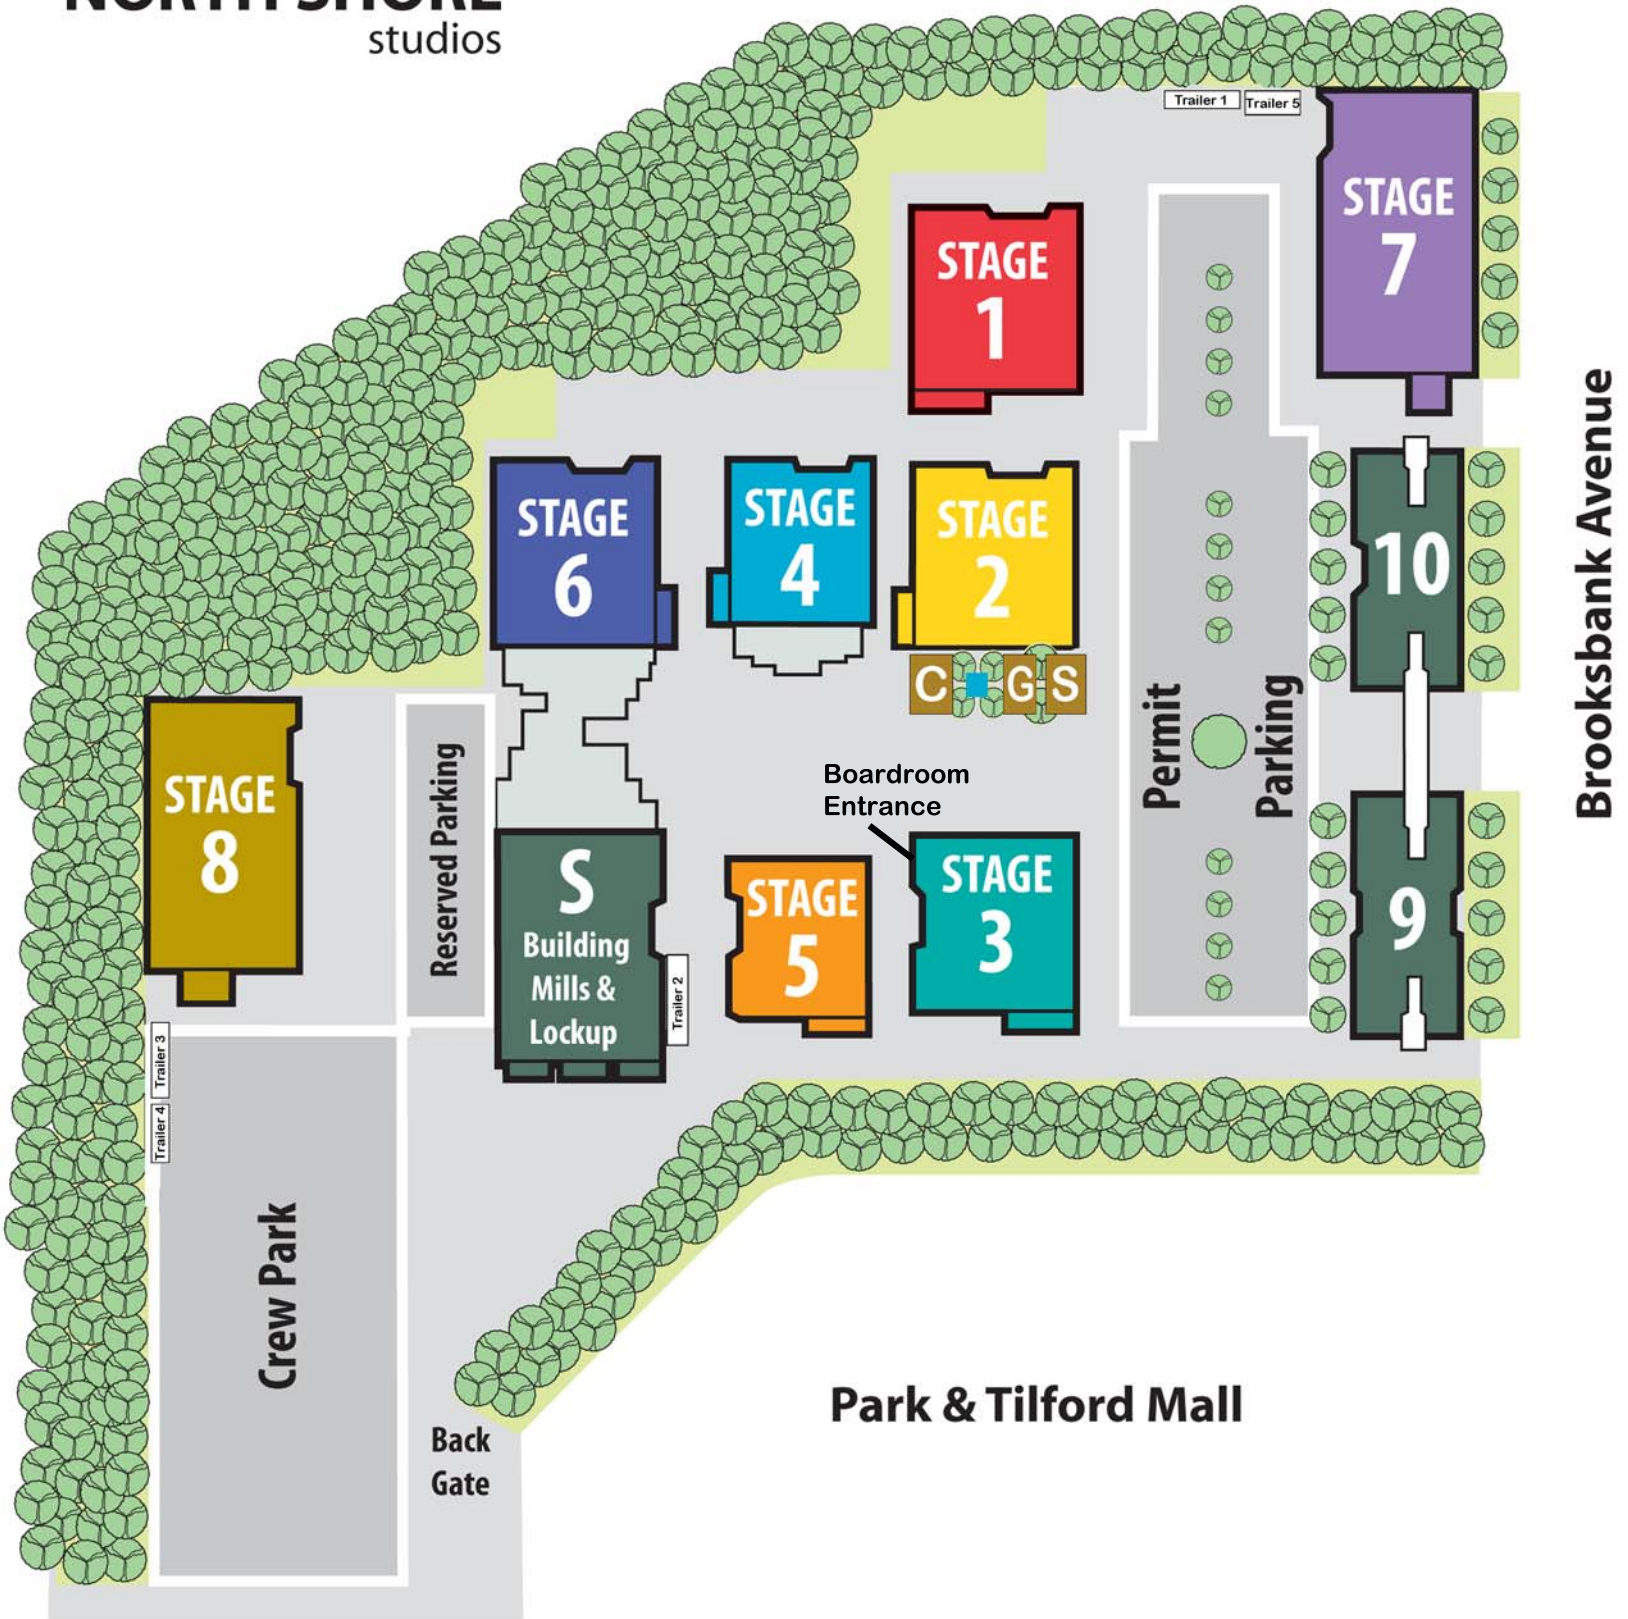 NORTH SHORE
studios
Trailer 1
Trailer 5
STAGE
7
STAGE
1
STAGE
6
STAGE
4
STAGE
2
10
C
G
S
Brooksbank Avenue
Permit
Parking
STAGE
8
Reserved Parking
Boardroom
Entrance
S
Building
Mills &
Lockup
Trailer 2
STAGE
5
STAGE
3
9
Trailer 3
Trailer 4
Crew Park
Back
Gate
Park & Tilford Mall